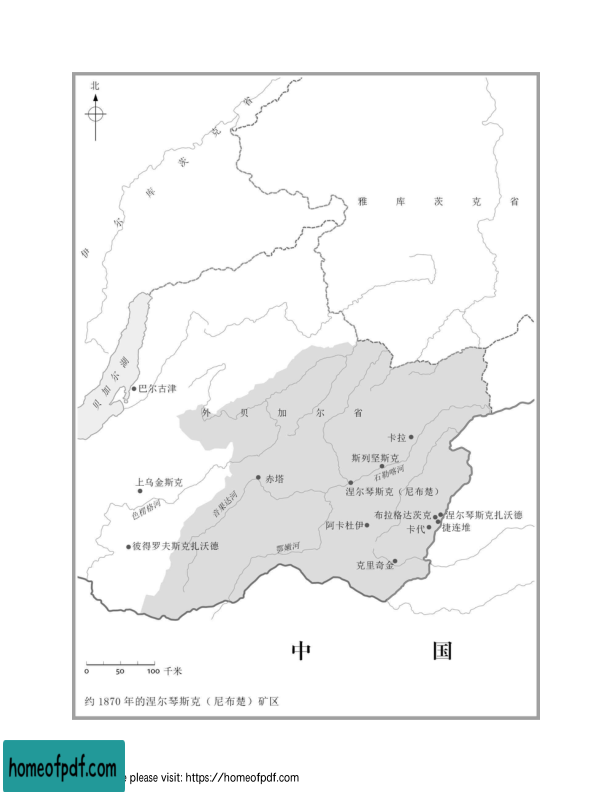 北
伊尔库茨克省
雅库茨克省
贝加尔湖
巴尔古津
外贝加尔省
卡拉
斯列坚斯克
石勒喀河
赤塔
涅尔琴斯克（尼布楚）
上乌金斯克
色楞格河
音果达河
布拉格达茨克
涅尔琴斯克扎沃德
阿卡杜伊
卡代
捷连堆
彼得罗夫斯克扎沃德
鄂嫩河
克里奇金
中国
0 50 100 千米
约 1870 年的涅尔琴斯克（尼布楚）矿区
homeofpdf.com
e please visit: https://homeofpdf.com